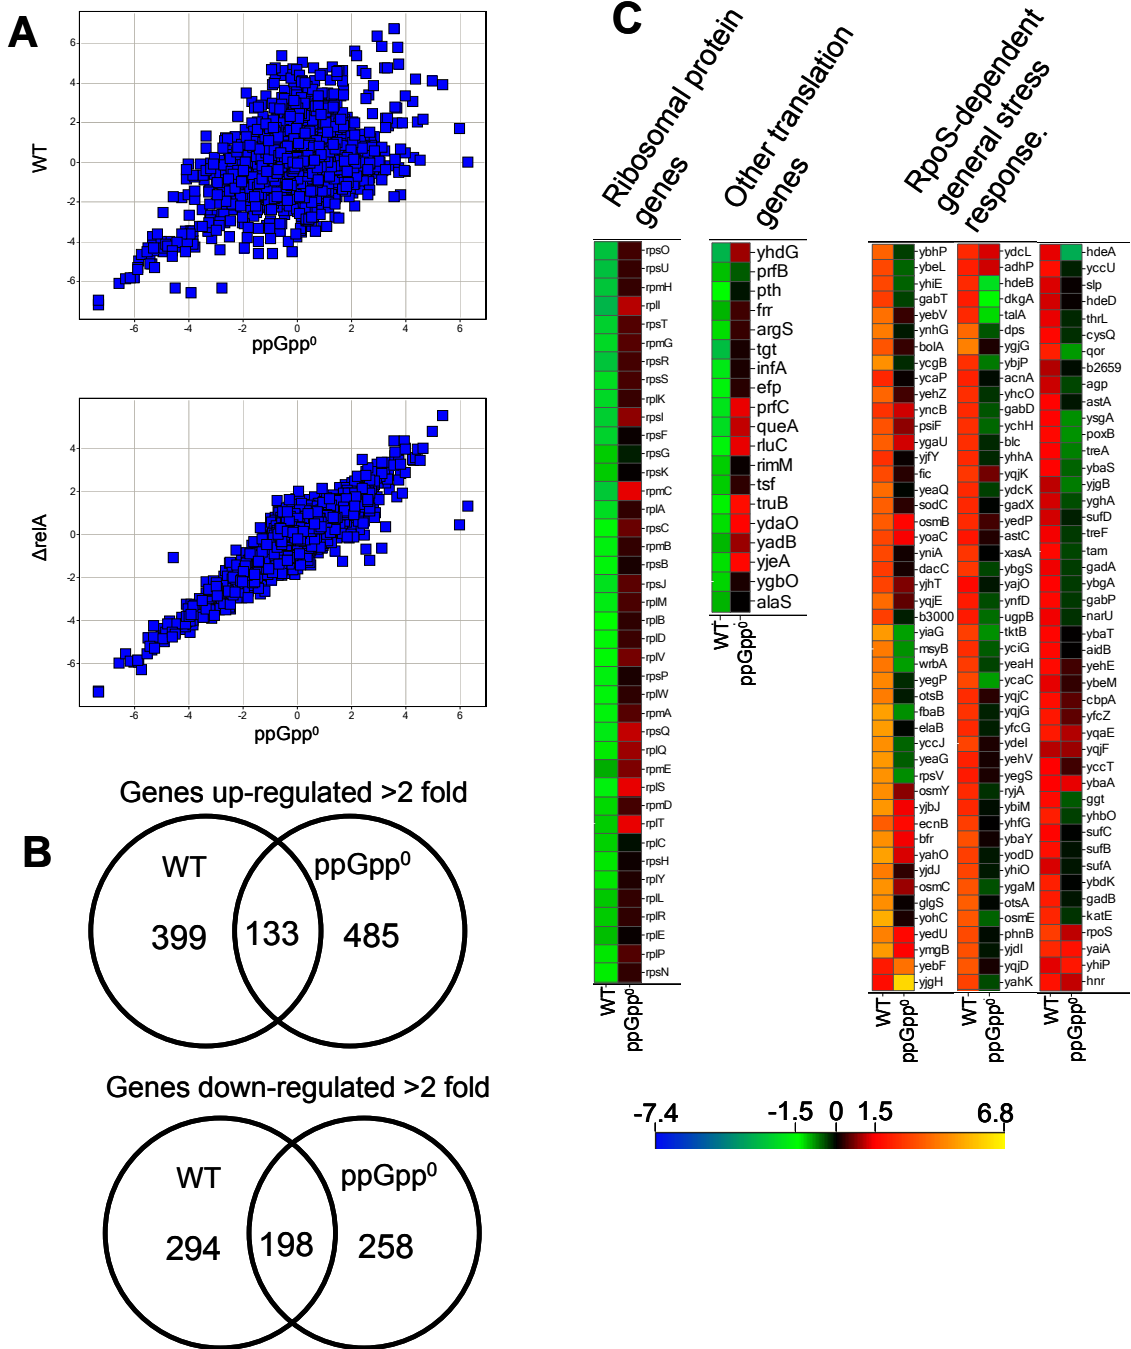 A
6
4
2
0
-2
-4
-6
WT
-6
-4
-2
0
2
4
6
ppGpp⁰
4
2
0
-2
-4
-6
ΔrelA
-6
-4
-2
0
2
4
6
ppGpp⁰
B
Genes up-regulated >2 fold
WT
ppGpp⁰
399
133
485
Genes down-regulated >2 fold
WT
ppGpp⁰
294
198
258
C
Ribosomal protein
genes
rpsO
rpsU
rpmH
rplI
rpsT
rpmG
rpsR
rpsS
rplK
rpsI
rpsF
rpsG
rpsK
rpmC
rplA
rpsC
rpmB
rpsB
rpsJ
rplM
rplB
rplD
rplV
rpsP
rplW
rpmA
rpsQ
rplQ
rpmE
rplS
rpmD
rplT
rplC
rpsH
rplY
rplL
rplR
rplE
rplP
rpsN
WT
ppGpp⁰
Other translation
genes
yhdG
prfB
pth
frr
argS
tgt
infA
efp
prfC
queA
rluC
rimM
tsf
truB
ydaO
yadB
yjeA
ygbO
alaS
WT
ppGpp⁰
RpoS-dependent
general stress
response.
ybhP
ybeL
yhiE
gabT
yebV
ynhG
bolA
ycgB
ycaP
yehZ
yncB
psiF
ygaU
yjfY
fic
yeaQ
sodC
osmB
yoaC
yniA
dacC
yjhT
yqjE
b3000
yiaG
msyB
wrbA
yegP
otsB
fbaB
elaB
yccJ
yeaG
rpsV
osmY
yjbJ
ecnB
bfr
yahO
yjdJ
osmC
glgS
yohC
yedU
ymgB
yebF
yjgH
WT
ppGpp⁰
ydcL
adhP
hdeB
dkgA
talA
dps
ygjG
ybjP
acnA
yhcO
gabD
ychH
blc
yhhA
yqjK
ydcK
gadX
yedP
astC
xasA
ybgS
yajO
ynfD
ugpB
tktB
yciG
yeaH
ycaC
yqjC
yqjG
yfcG
ydeI
yehV
yegS
ryjA
ybiM
yhfG
ybaY
yodD
yhiO
ygaM
otsA
osmE
phnB
yjdI
yqjD
yahK
WT
ppGpp⁰
hdeA
yccU
slp
hdeD
thrL
cysQ
qor
b2659
agp
astA
ysgA
poxB
treA
ybaS
yjgB
yghA
sufD
treF
tam
gadA
ybgA
gabP
narU
ybaT
aidB
yehE
ybeM
cbpA
yfcZ
yqaE
yqjF
yccT
ybaA
ggt
yhbO
sufC
sufB
sufA
ybdK
gadB
katE
rpoS
yaiA
yhiP
hnr
WT
ppGpp⁰
-7.4
-1.5
0
1.5
6.8